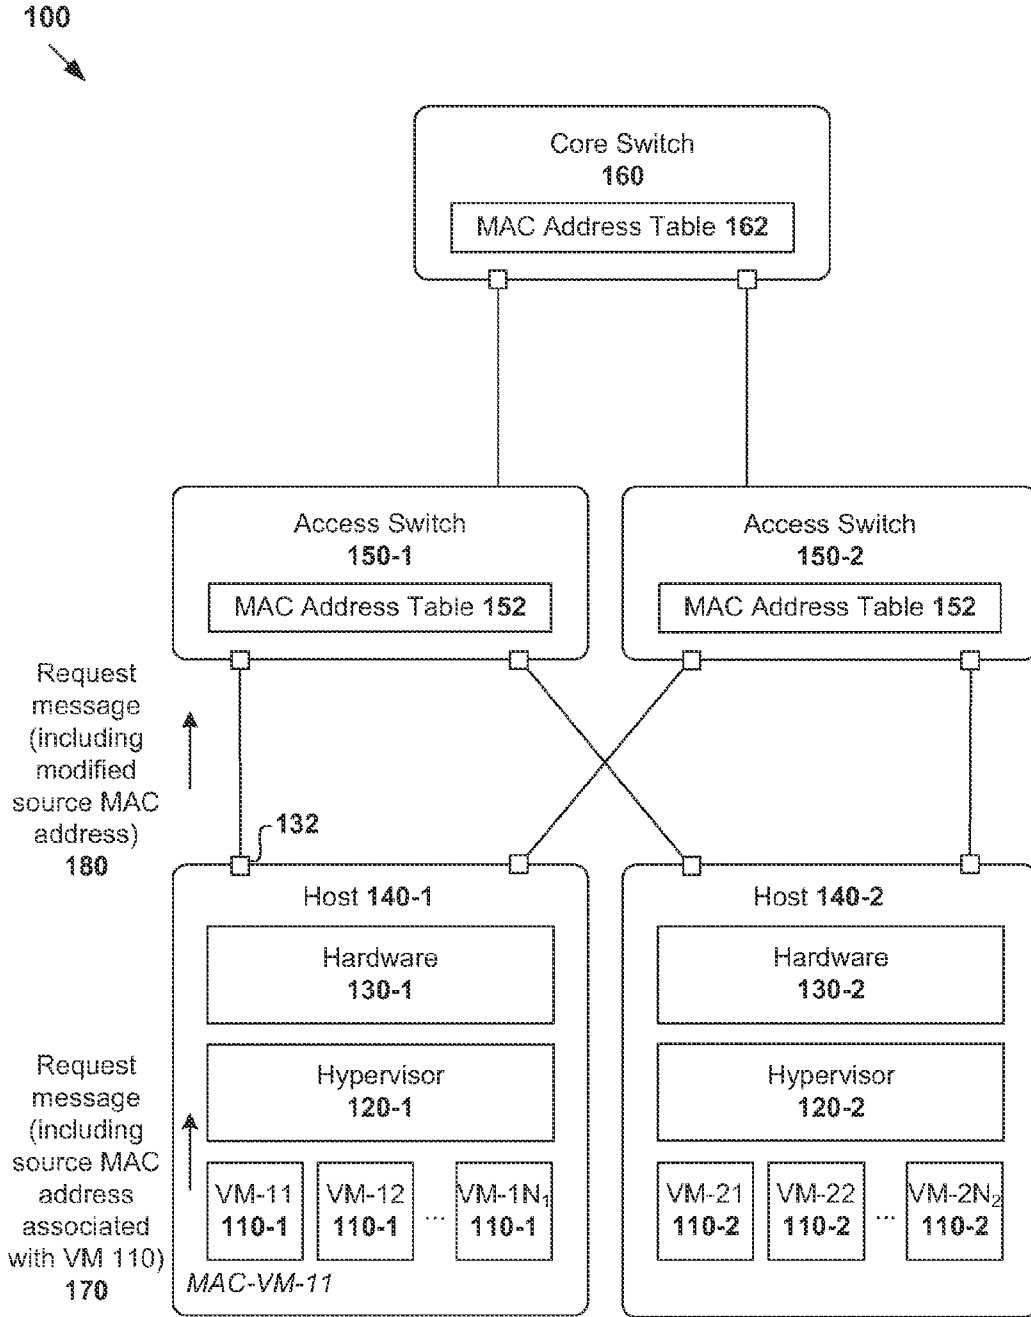 100
Core Switch
160
MAC Address Table 162
Access Switch
150-1
MAC Address Table 152
Access Switch
150-2
MAC Address Table 152
Request
message
(including
modified
source MAC
address)
180
132
Host 140-1
Hardware
130-1
Hypervisor
120-1
VM-11
110-1
VM-12
110-1
...
VM-1N₁
110-1
MAC-VM-11
Request
message
(including
source MAC
address
associated
with VM 110)
170
Host 140-2
Hardware
130-2
Hypervisor
120-2
VM-21
110-2
VM-22
110-2
...
VM-2N₂
110-2